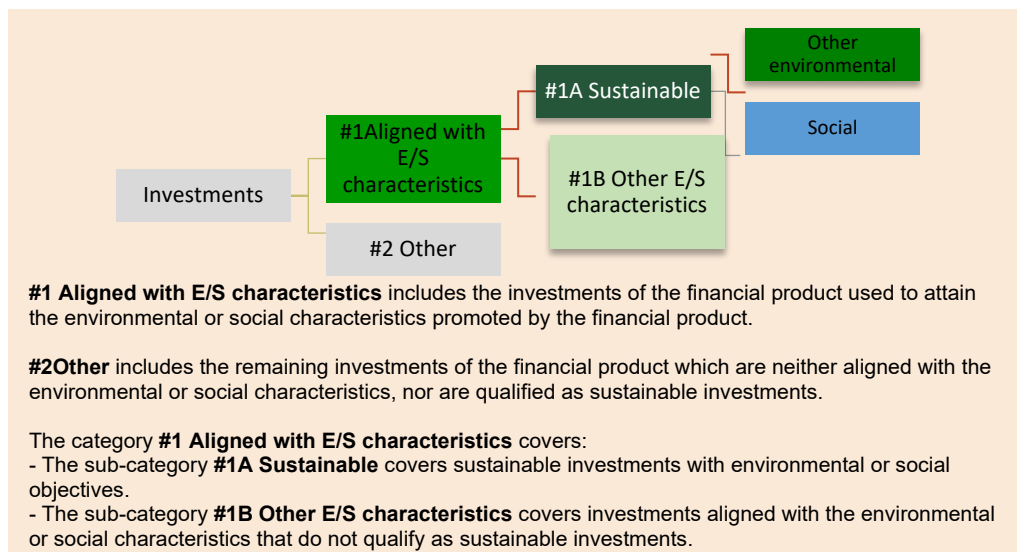 Other
environmental
#1A Sustainable
Social
#1Aligned with
E/S
characteristics
#1B Other E/S
characteristics
Investments
#2 Other
#1 Aligned with E/S characteristics includes the investments of the financial product used to attain
the environmental or social characteristics promoted by the financial product.
#2Other includes the remaining investments of the financial product which are neither aligned with the
environmental or social characteristics, nor are qualified as sustainable investments.
The category #1 Aligned with E/S characteristics covers:
- The sub-category #1A Sustainable covers sustainable investments with environmental or social
objectives.
- The sub-category #1B Other E/S characteristics covers investments aligned with the environmental
or social characteristics that do not qualify as sustainable investments.